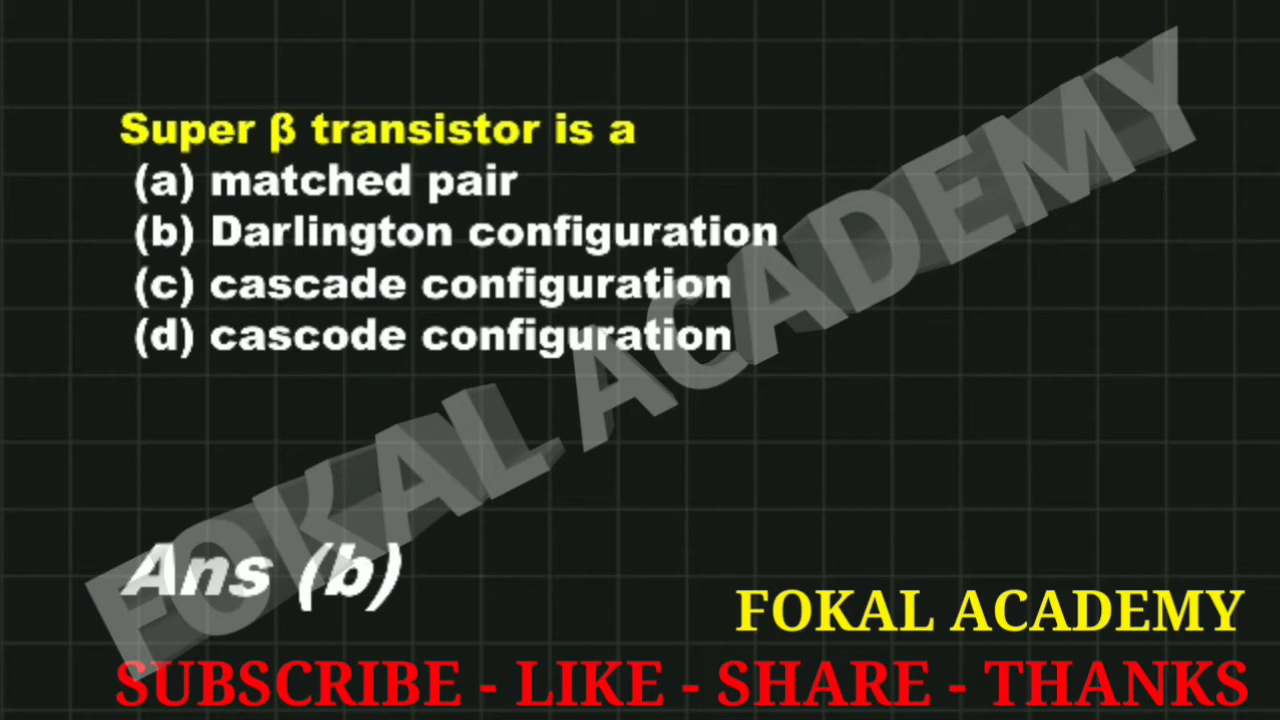 Super β transistor is a
(a) matched pair
(b) Darlington configuration
(c) cascade configuration
(d) cascode configuration
FOKAL ACADEMY
Ans (b)
FOKAL ACADEMY
SUBSCRIBE - LIKE - SHARE - THANKS